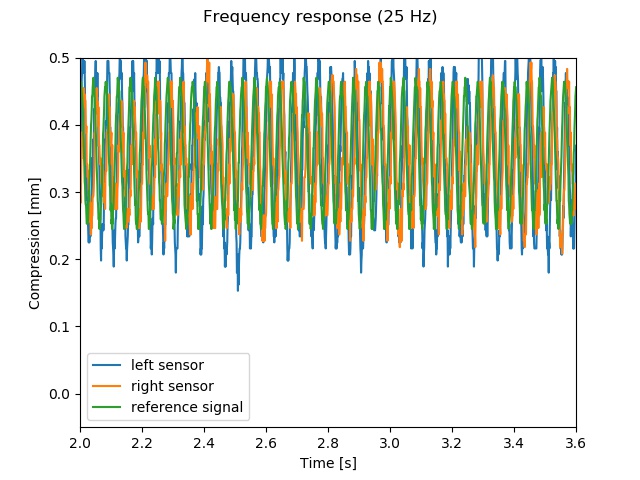 Frequency response (25 Hz)
0.5
0.4
0.3
0.2
0.1
0.0
Compression [mm]
left sensor
right sensor
reference signal
2.0 2.2 2.4 2.6 2.8 3.0 3.2 3.4 3.6
Time [s]